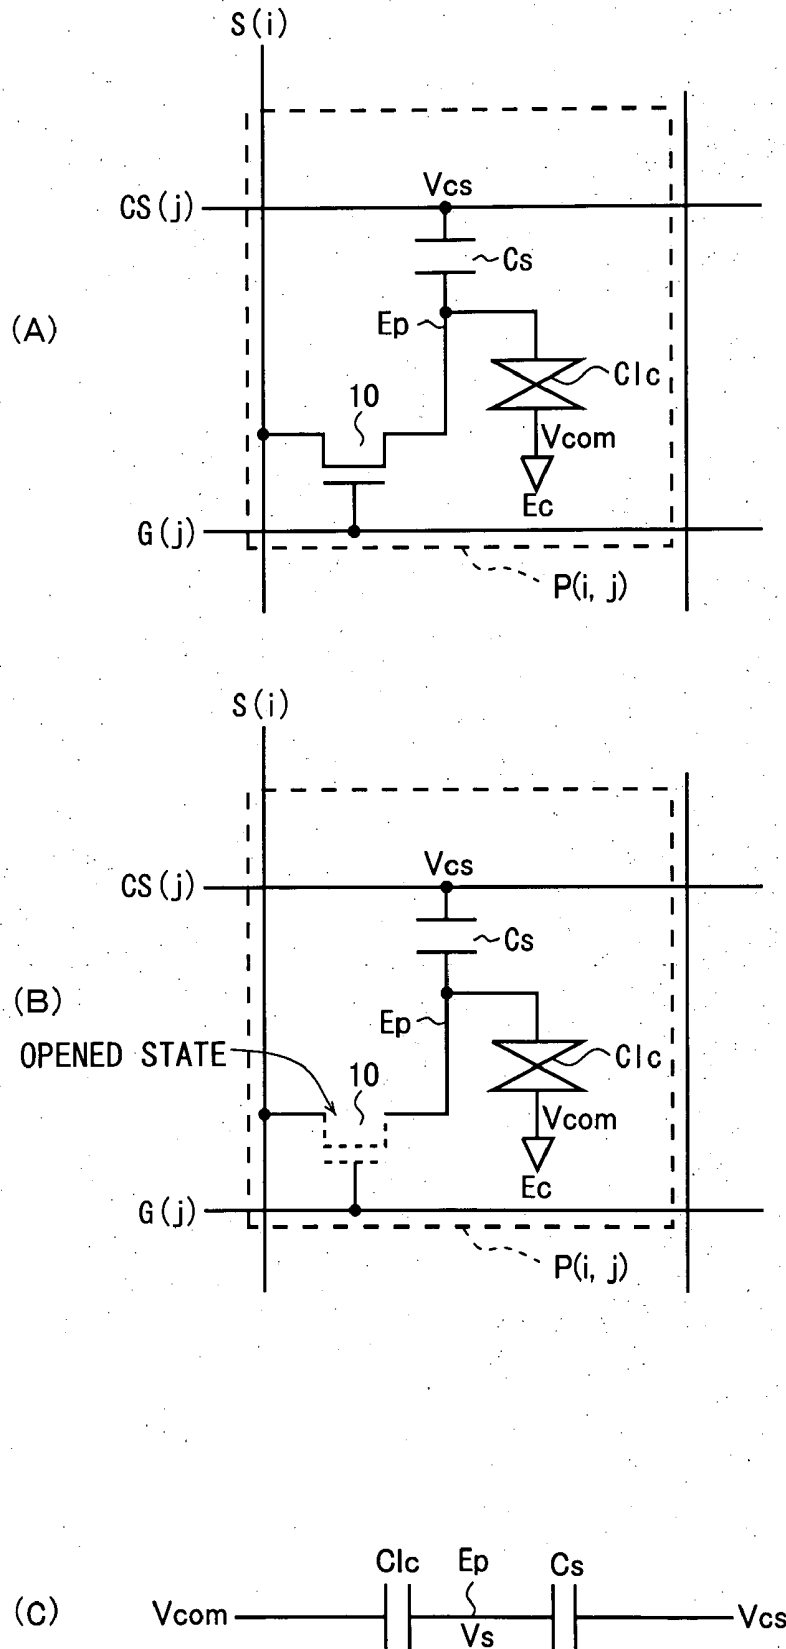 S(i)
Vcs
CS(j)
Cs
(A)
Ep
Clc
10
Vcom
Ec
G(j)
P(i, j)
S(i)
Vcs
CS(j)
Cs
(B)
Ep
OPENED STATE
Clc
10
Vcom
Ec
G(j)
P(i, j)
Clc Ep Cs
(C) Vcom Vcs
Vs